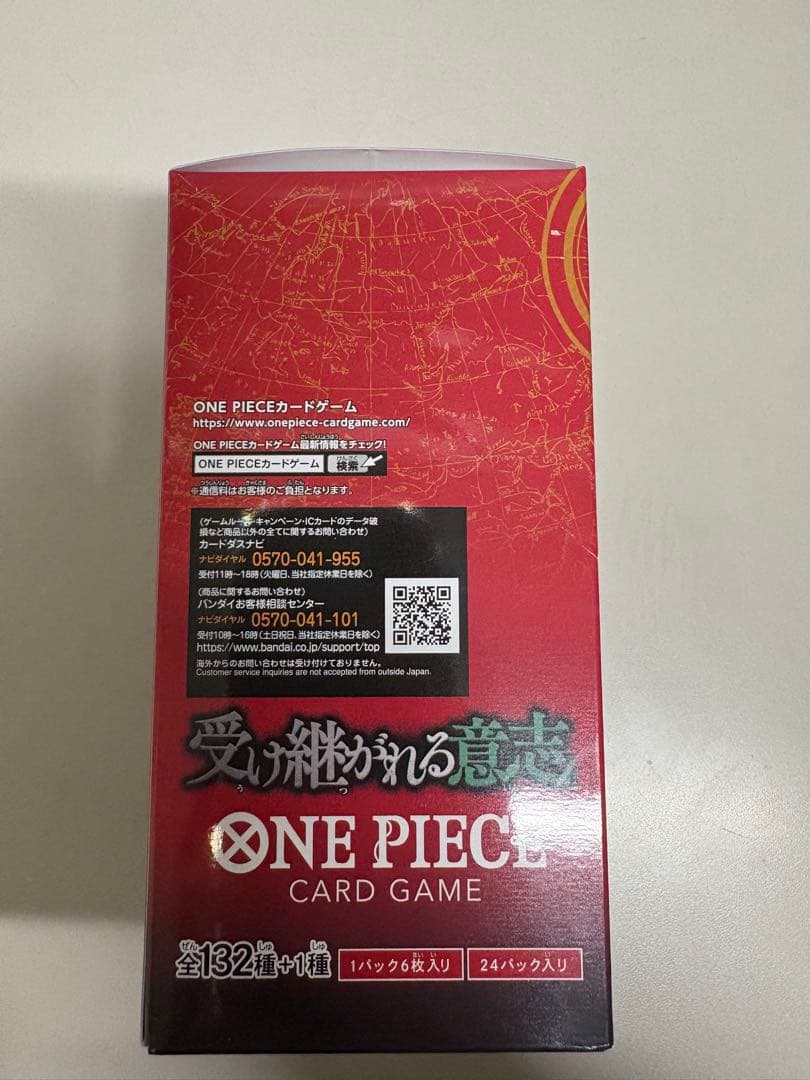 ONE PIECEカードゲーム
https://www.onepiece-cardgame.com/
ONE PIECEカードゲーム最新情報をチェック!
ONE PIECEカードゲーム 検索
※通信料はお客様のご負担となります。
(ゲームルール・キャンペーン・ICカードのデータ破
損など商品以外の全てに関するお問い合わせ)
カードダスナビ
ナビダイヤル 0570-041-955
受付11時~18時(火曜日、当社指定休業日を除く)
(商品に関するお問い合わせ)
バンダイお客様相談センター
ナビダイヤル 0570-041-101
受付10時~16時(土日祝日、当社指定休業日を除く)
https://www.bandai.co.jp/support/top
海外からのお問い合わせは受け付けておりません。
Customer service inquiries are not accepted from outside Japan.
受け継がれる意志
ONE PIECE
CARD GAME
全132種+1種 1パック6枚入り 24パック入り